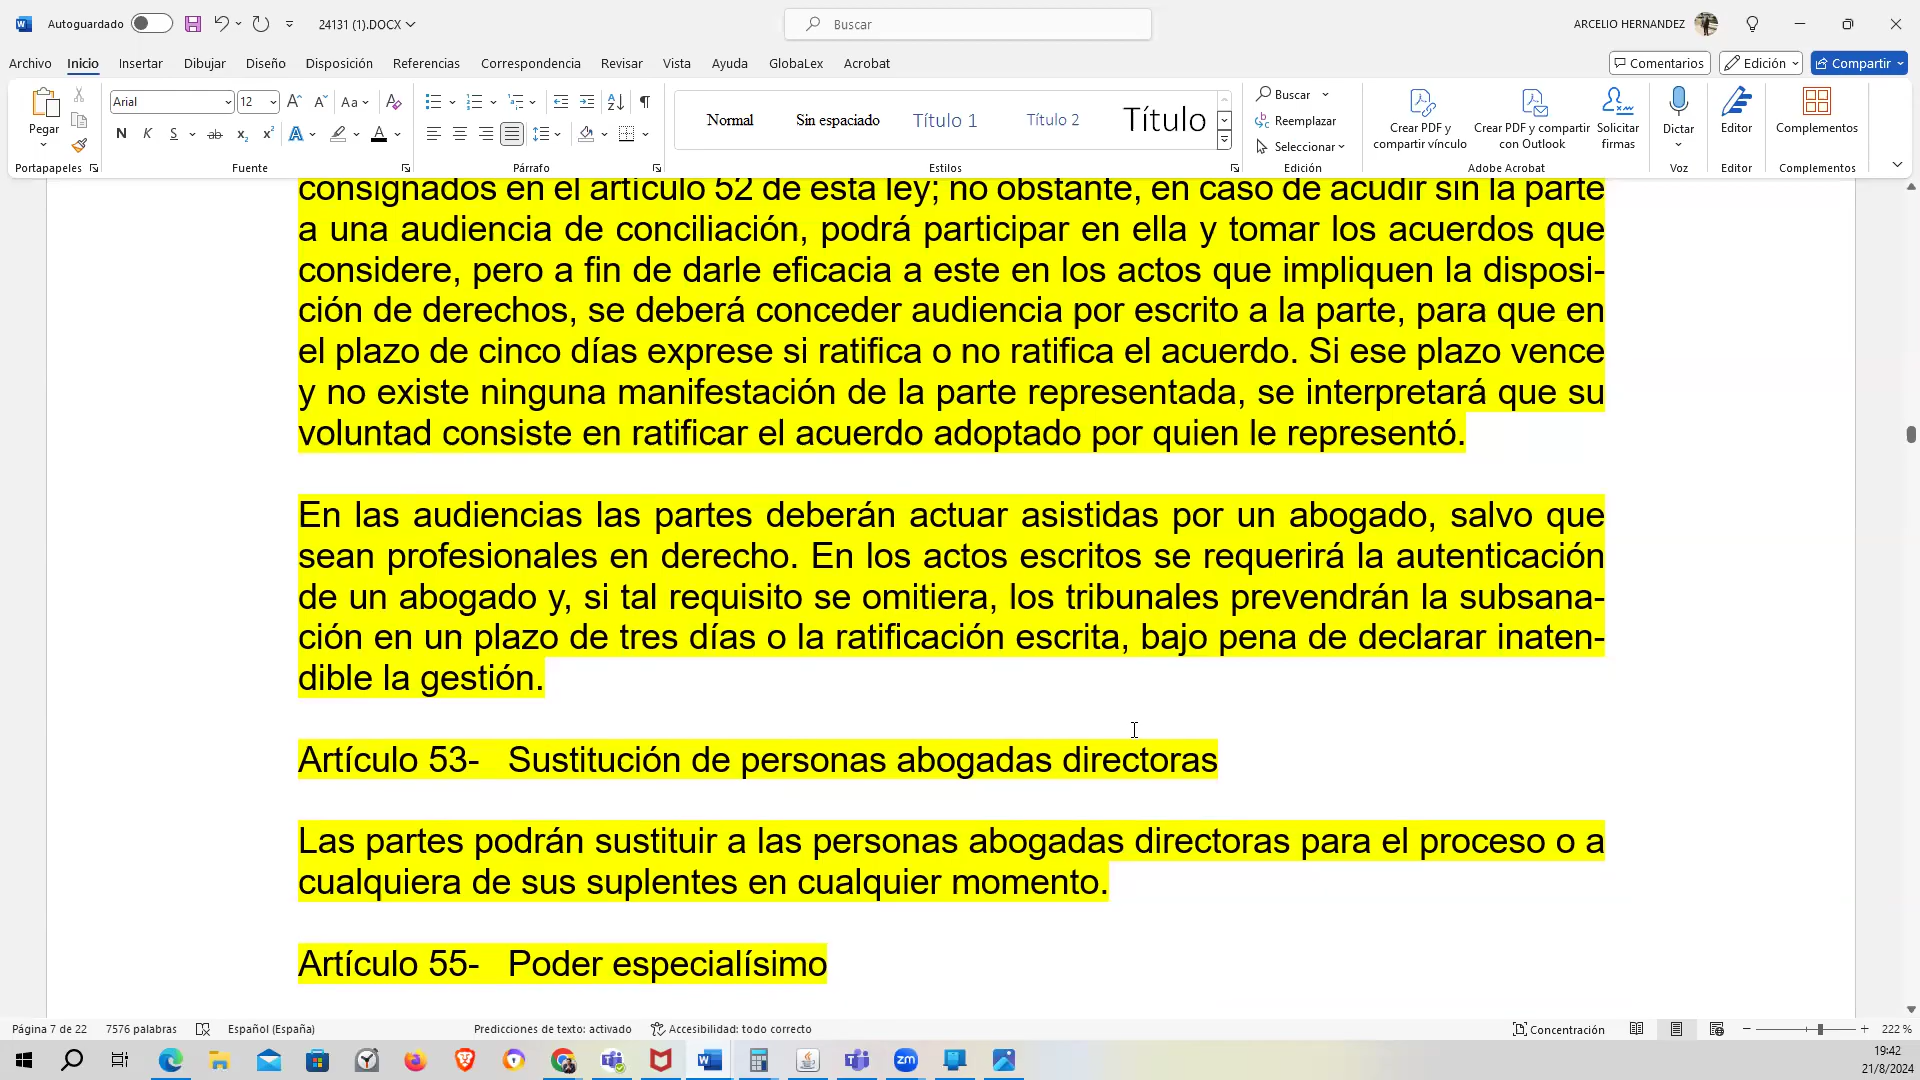 Autoguardado
24131 (1).DOCX
Buscar
ARCELIO HERNANDEZ
Archivo Inicio Insertar Dibujar Diseño Disposición Referencias Correspondencia Revisar Vista Ayuda GlobaLex Acrobat
Comentarios Edición Compartir
Pegar
Portapapeles
Arial 12
Aa
N K S ab
Fuente
Párrafo
Normal Sin espaciado Título 1 Título 2 Título
Estilos
Buscar
Reemplazar
Seleccionar
Edición
Crear PDF y compartir vínculo
Crear PDF y compartir con Outlook
Solicitar firmas
Adobe Acrobat
Dictar
Voz
Editor
Editor
Complementos
Complementos
consignados en el artículo 52 de esta ley; no obstante, en caso de acudir sin la parte
a una audiencia de conciliación, podrá participar en ella y tomar los acuerdos que
considere, pero a fin de darle eficacia a este en los actos que impliquen la disposi-
ción de derechos, se deberá conceder audiencia por escrito a la parte, para que en
el plazo de cinco días exprese si ratifica o no ratifica el acuerdo. Si ese plazo vence
y no existe ninguna manifestación de la parte representada, se interpretará que su
voluntad consiste en ratificar el acuerdo adoptado por quien le representó.
En las audiencias las partes deberán actuar asistidas por un abogado, salvo que
sean profesionales en derecho. En los actos escritos se requerirá la autenticación
de un abogado y, si tal requisito se omitiera, los tribunales prevendrán la subsana-
ción en un plazo de tres días o la ratificación escrita, bajo pena de declarar inaten-
dible la gestión.
Artículo 53- Sustitución de personas abogadas directoras
Las partes podrán sustituir a las personas abogadas directoras para el proceso o a
cualquiera de sus suplentes en cualquier momento.
Artículo 55- Poder especialísimo
Página 7 de 22 7576 palabras Español (España) Predicciones de texto: activado Accesibilidad: todo correcto Concentración 222 %
19:42
21/8/2024